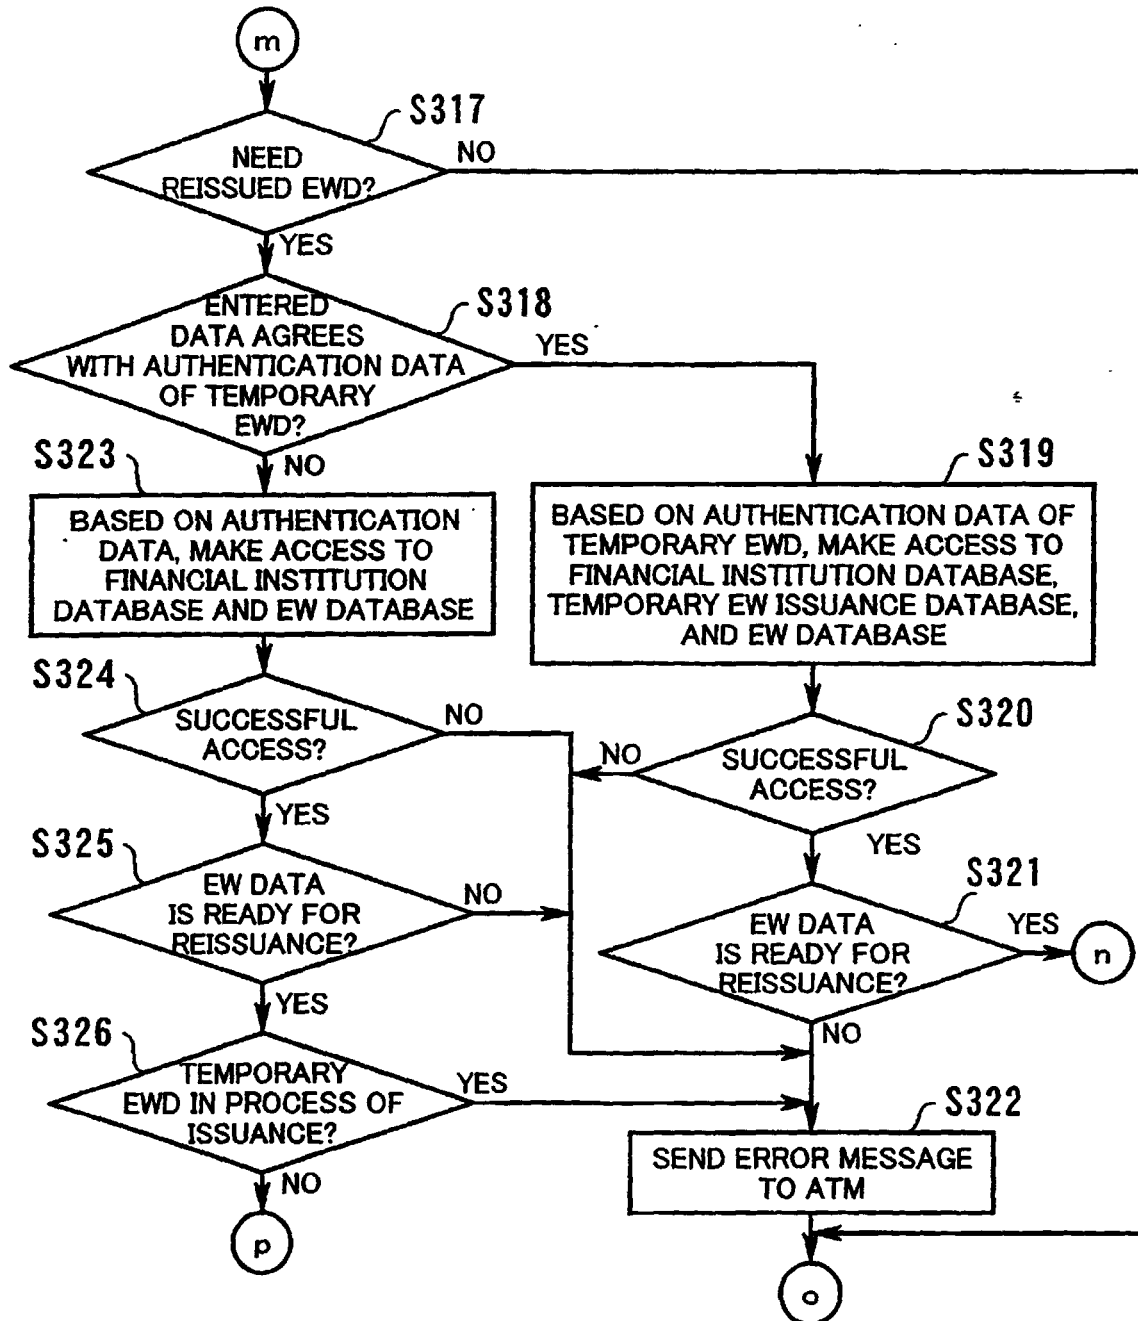 m
S317
NEED
REISSUED EWD?
NO
YES
S318
ENTERED
DATA AGREES
WITH AUTHENTICATION DATA
OF TEMPORARY
EWD?
YES
NO
S323
BASED ON AUTHENTICATION
DATA, MAKE ACCESS TO
FINANCIAL INSTITUTION
DATABASE AND EW DATABASE
S319
BASED ON AUTHENTICATION DATA OF
TEMPORARY EWD, MAKE ACCESS TO
FINANCIAL INSTITUTION DATABASE,
TEMPORARY EW ISSUANCE DATABASE,
AND EW DATABASE
S324
SUCCESSFUL
ACCESS?
NO
YES
S320
SUCCESSFUL
ACCESS?
NO
YES
S325
EW DATA
IS READY FOR
REISSUANCE?
NO
YES
S321
EW DATA
IS READY FOR
REISSUANCE?
YES
n
NO
S326
TEMPORARY
EWD IN PROCESS OF
ISSUANCE?
YES
NO
p
S322
SEND ERROR MESSAGE
TO ATM
o